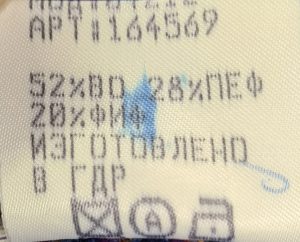 АРТ:164569
52%ВО 28%ПЕФ
20%ФИФ
ИЗГОТОВЛЕНО
В ГДР
A